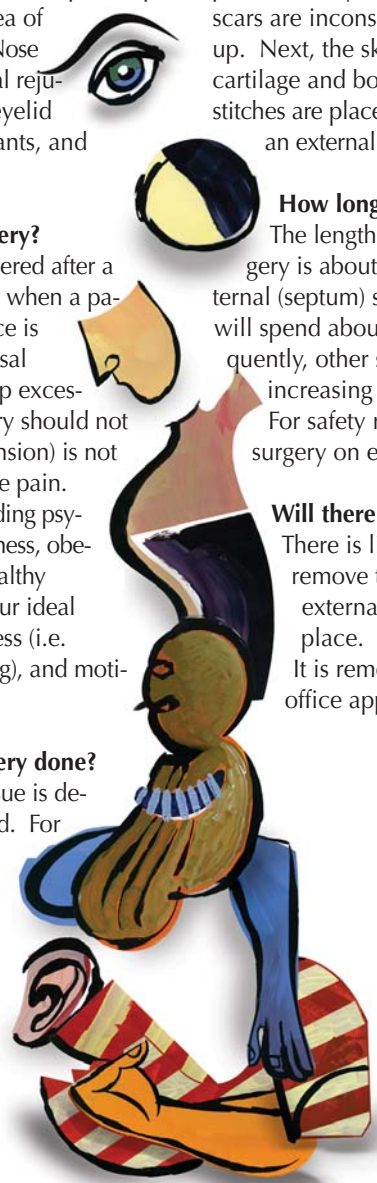 ea of
Nose
al reju-
eyelid
ants, and
ery?
ered after a
when a pa-
ce is
sal
p exces-
ry should not
nsion) is not
e pain.
ding psy-
ness, obe-
althy
ur ideal
ess (i.e.
g), and moti-
ery done?
sue is de-
d. For
scars are incons
up. Next, the sk
cartilage and bo
stitches are place
an external
How long
The length
gery is about
ternal (septum) s
will spend about
quently, other s
increasing
For safety r
surgery on e
Will there
There is l
remove t
externa
place.
It is remo
office app